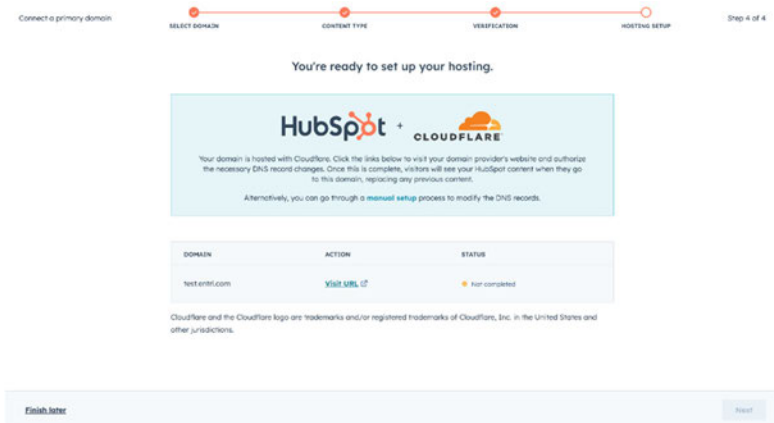 Connect a primary domain
SELECT DOMAIN
CONTENT TYPE
VERIFICATION
HOSTING SETUP
Step 4 of 4
You're ready to set up your hosting.
HubSpot + CLOUDFLARE
Your domain is hosted with Cloudflare. Click the links below to visit your domain provider's website and authorize
the necessary DNS record changes. Once this is complete, visitors will see your HubSpot content when they go
to this domain, replacing any previous content.
Alternatively, you can go through a manual setup process to modify the DNS records.
DOMAIN ACTION STATUS
test.entri.com Visit URL Not completed
Cloudflare and the Cloudflare logo are trademarks and/or registered trademarks of Cloudflare, Inc. in the United States and
other jurisdictions.
Finish later
Next